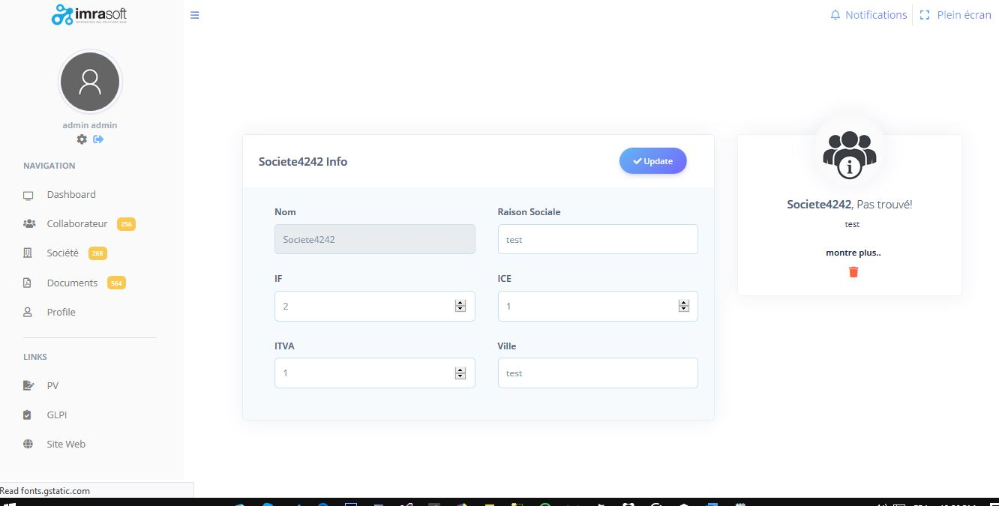 imrasoft
INTÉGRATEUR DES SOLUTIONS SAGE
Notifications
Plein écran
admin admin
NAVIGATION
Dashboard
Collaborateur 256
Société 268
Documents 564
Profile
LINKS
PV
GLPI
Site Web
Societe4242 Info
Update
Nom
Raison Sociale
Societe4242
test
IF
ICE
2
1
ITVA
Ville
1
test
Societe4242, Pas trouvé!
test
montre plus..
Read fonts.gstatic.com